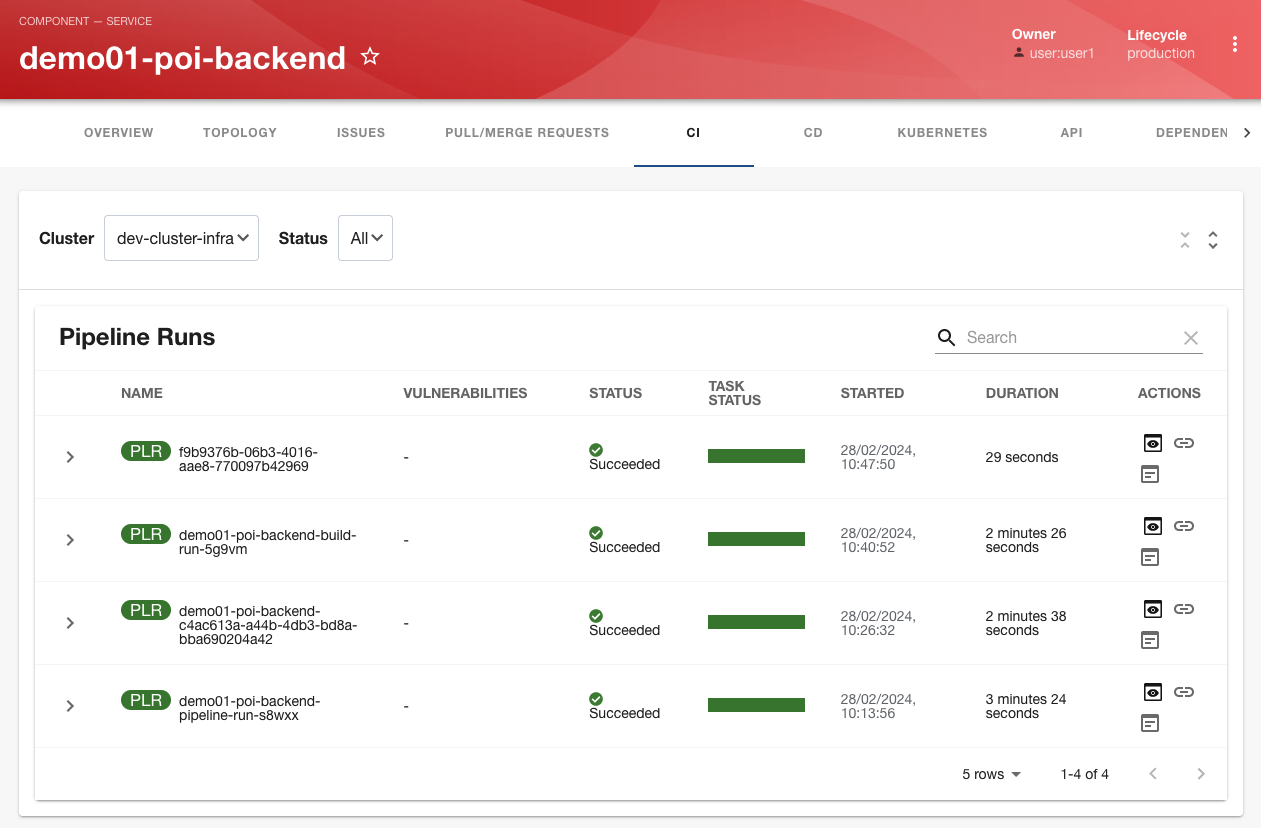 COMPONENT — SERVICE
demo01-poi-backend
Owner
user:user1
Lifecycle
production
OVERVIEW
TOPOLOGY
ISSUES
PULL/MERGE REQUESTS
CI
CD
KUBERNETES
API
DEPENDEN
Cluster
dev-cluster-infra
Status
All
Pipeline Runs
Search
NAME
VULNERABILITIES
STATUS
TASK
STATUS
STARTED
DURATION
ACTIONS
PLR
f9b9376b-06b3-4016-
aae8-770097b42969
-
Succeeded
28/02/2024,
10:47:50
29 seconds
PLR
demo01-poi-backend-build-
run-5g9vm
-
Succeeded
28/02/2024,
10:40:52
2 minutes 26
seconds
PLR
demo01-poi-backend-
c4ac613a-a44b-4db3-bd8a-
bba690204a42
-
Succeeded
28/02/2024,
10:26:32
2 minutes 38
seconds
PLR
demo01-poi-backend-
pipeline-run-s8wxx
-
Succeeded
28/02/2024,
10:13:56
3 minutes 24
seconds
5 rows
1-4 of 4